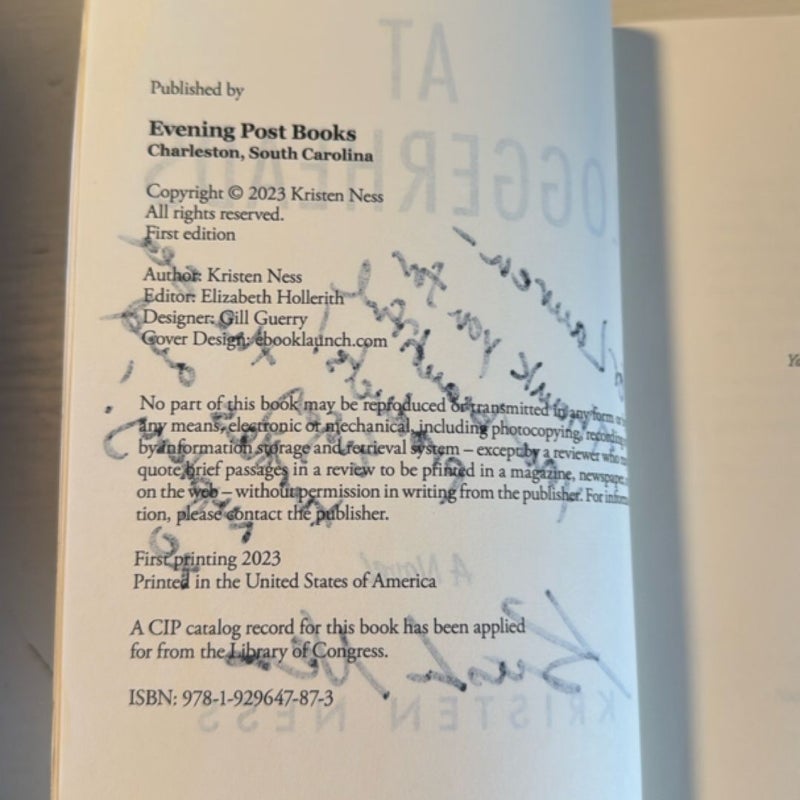 Published by
Evening Post Books
Charleston, South Carolina
Copyright © 2023 Kristen Ness
All rights reserved.
First edition
Author: Kristen Ness
Editor: Elizabeth Hollerith
Designer: Gill Guerry
Cover Design: ebooklaunch.com
No part of this book may be reproduced or transmitted in any form or
any means, electronic or mechanical, including photocopying, recording
by information storage and retrieval system – except by a reviewer who
quote brief passages in a review to be printed in a magazine, newspaper
on the web – without permission in writing from the publisher. For informa
tion, please contact the publisher.
First printing 2023
Printed in the United States of America
A CIP catalog record for this book has been applied
for from the Library of Congress.
ISBN: 978-1-929647-87-3
AT
OGGERHEADS
Lauren –
Thank you for
A Novel
KRISTEN NESS